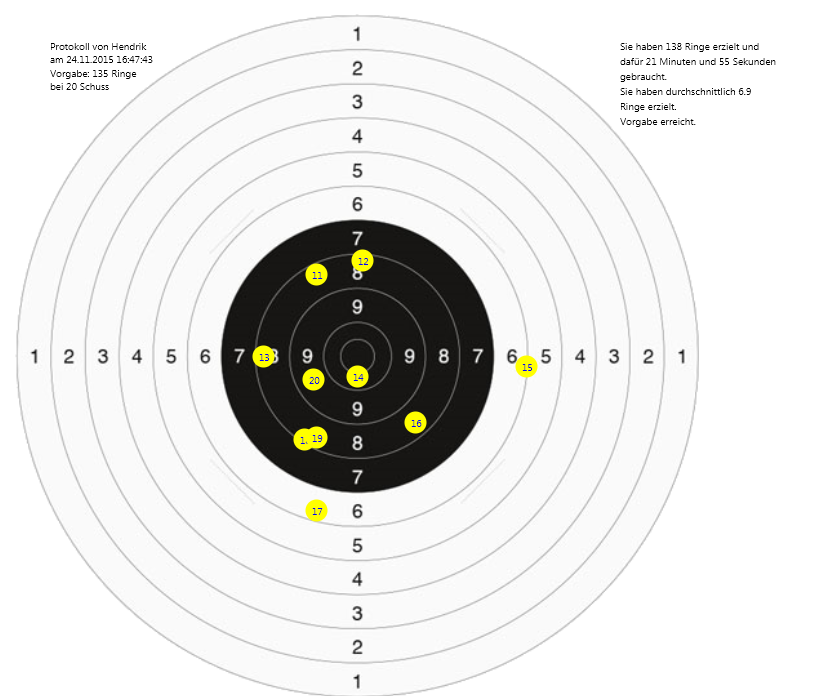 Protokoll von Hendrik
am 24.11.2015 16:47:43
Vorgabe: 135 Ringe
bei 20 Schuss
Sie haben 138 Ringe erzielt und
dafür 21 Minuten und 55 Sekunden
gebraucht.
Sie haben durchschnittlich 6.9
Ringe erzielt.
Vorgabe erreicht.
1
2
3
4
5
6
7
12
11 8
9
1 2 3 4 5 6 7 13 8 9 9 8 7 6 5 4 3 2 1
15
14
20
9
16
1. 19 8
7
17 6
5
4
3
2
1